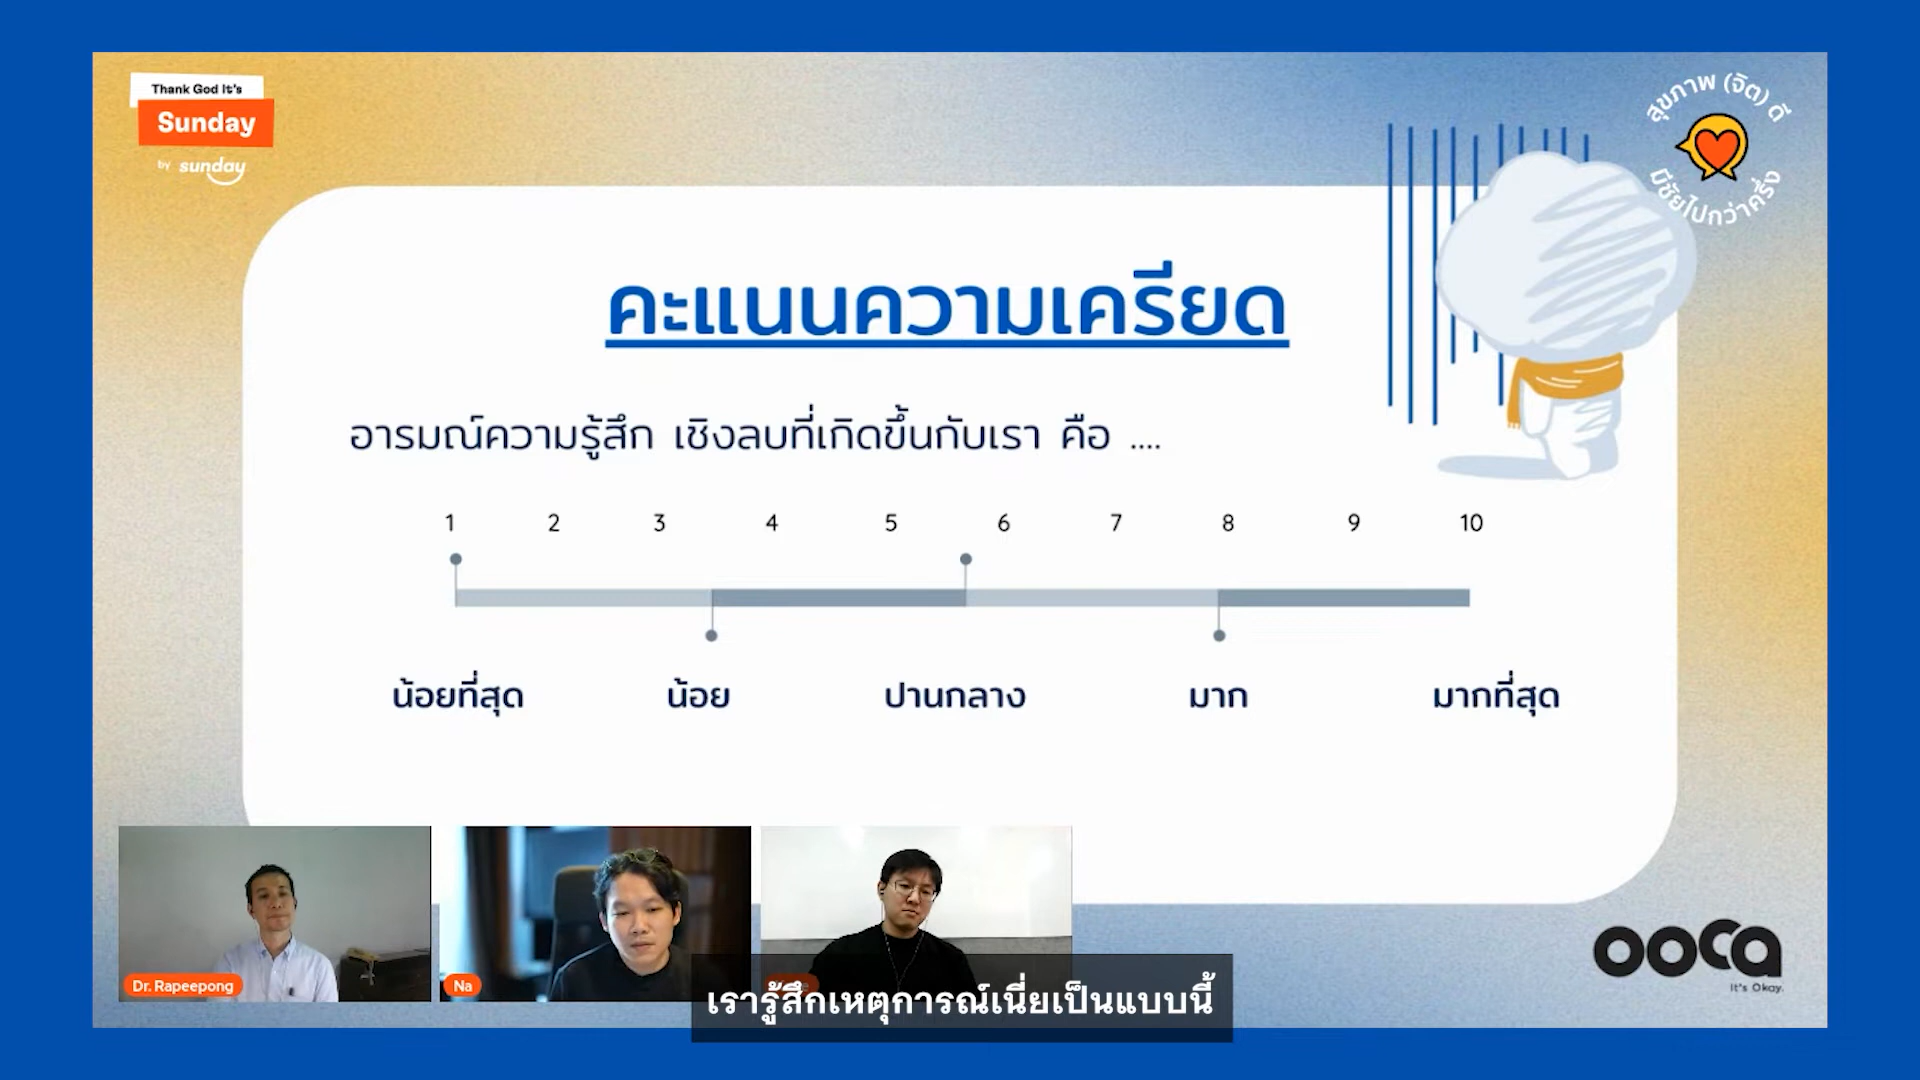 Thank God It's
Sunday
by sunday
สุขภาพ (จิต) ดี
มีชัยไปกว่าครึ่ง
คะแนนความเครียด
อารมณ์ความรู้สึก เชิงลบที่เกิดขึ้นกับเรา คือ ....
1 2 3 4 5 6 7 8 9 10
น้อยที่สุด น้อย ปานกลาง มาก มากที่สุด
Dr. Rapeepong
Na
เรารู้สึกเหตุการณ์เนี่ยเป็นแบบนี้
ooca
It's Okay.